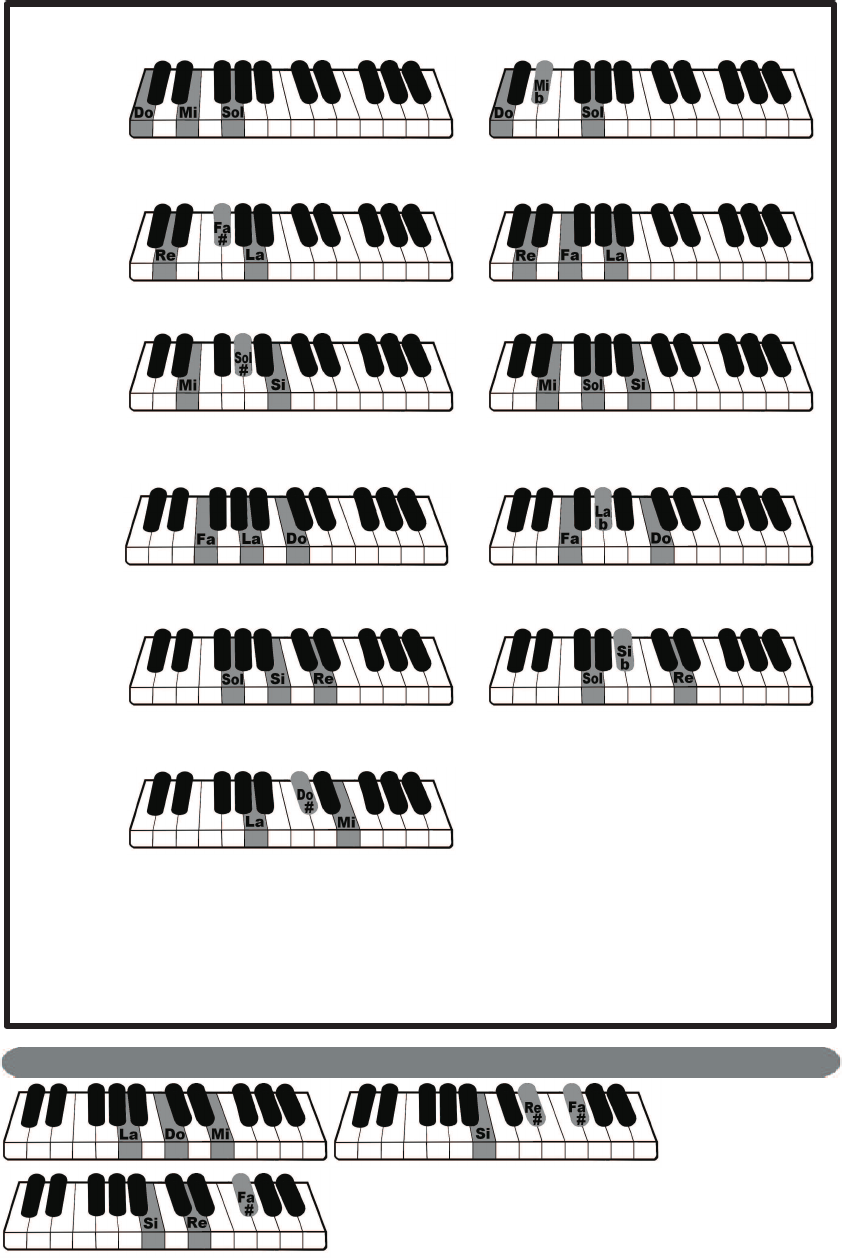 Do Mi Sol
Do Mi b Sol
Re Fa # La
Re Fa La
Mi Sol # Si
Mi Sol Si
Fa La Do
Fa La b Do
Sol Si Re
Sol Si b Re
La Do # Mi
La Do Mi
Si Re # Fa #
Si Re Fa #